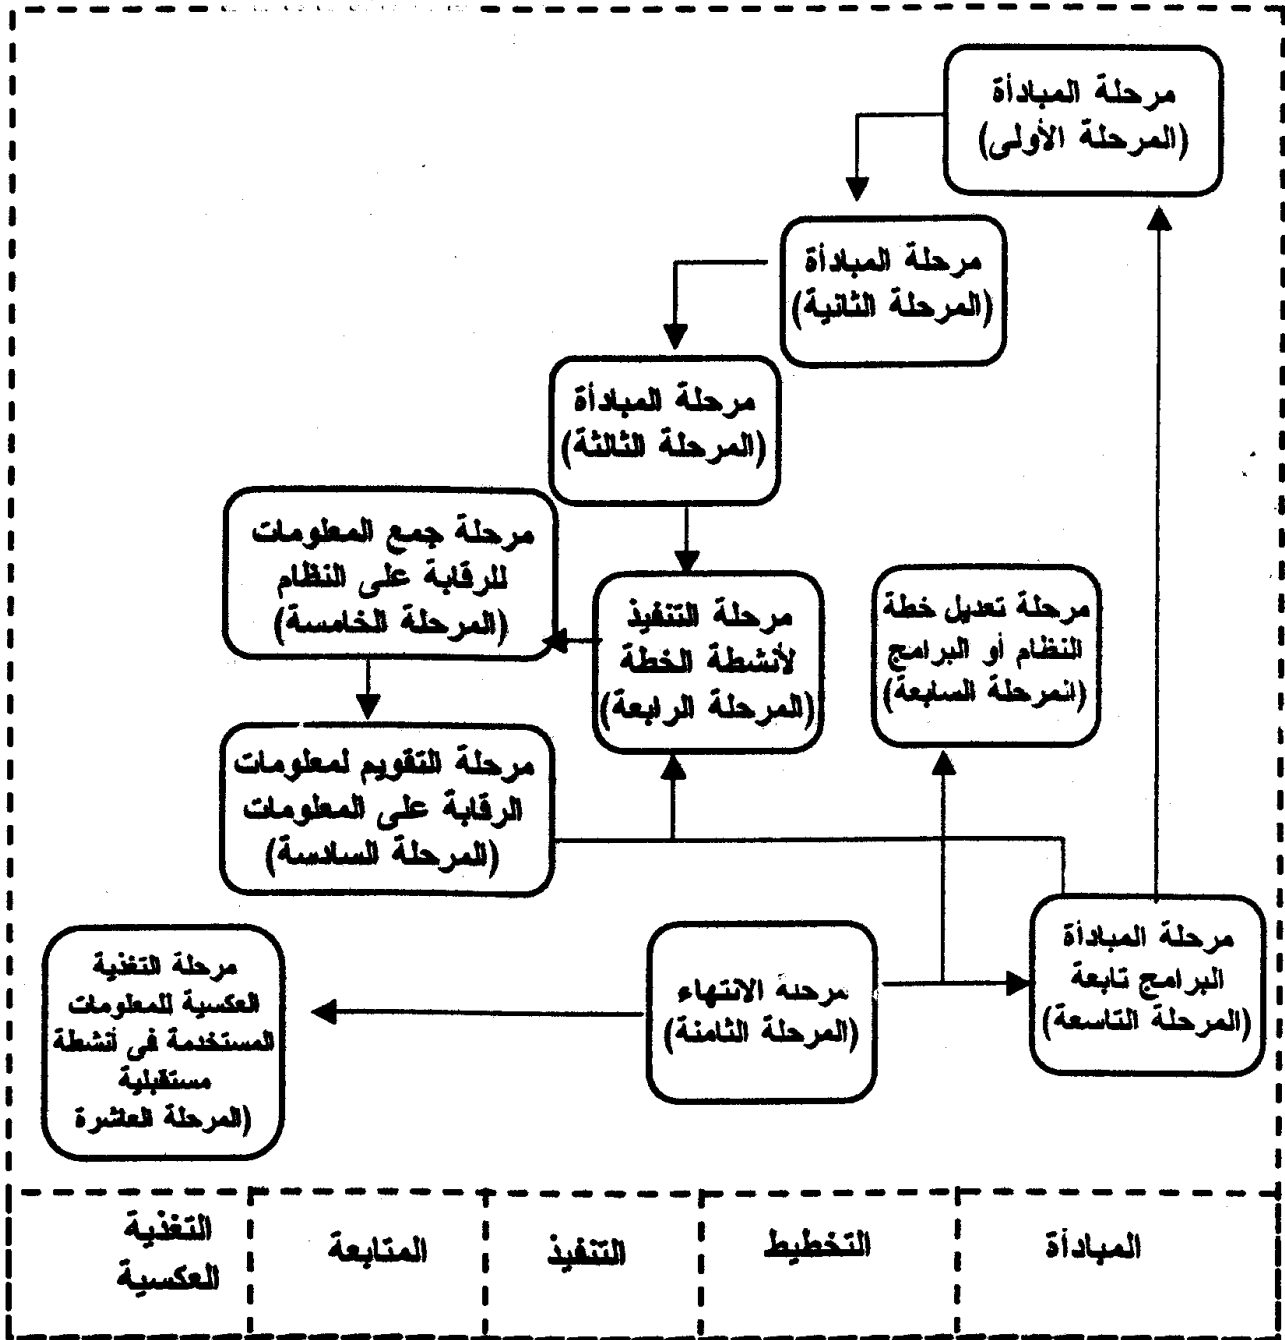 مرحلة المبادأة
(المرحلة الأولى)
مرحلة المبادأة
(المرحلة الثانية)
مرحلة المبادأة
(المرحلة الثالثة)
مرحلة جمع المعلومات
للرقابة على النظام
(المرحلة الخامسة)
مرحلة التنفيذ
لأنشطة الخطة
(المرحلة الرابعة)
مرحلة تعديل خطة
النظام أو البرامج
(المرحلة السابعة)
مرحلة التقويم لمعلومات
الرقابة على المعلومات
(المرحلة السادسة)
مرحلة المبادأة
البرامج تابعة
(المرحلة التاسعة)
مرحلة الانتهاء
(المرحلة الثامنة)
مرحلة التغذية
العكسية للمعلومات
المستخدمة فى أنشطة
مستقبلية
(المرحلة العاشرة
المبادأة
التخطيط
التنفيذ
المتابعة
التغذية
العكسية